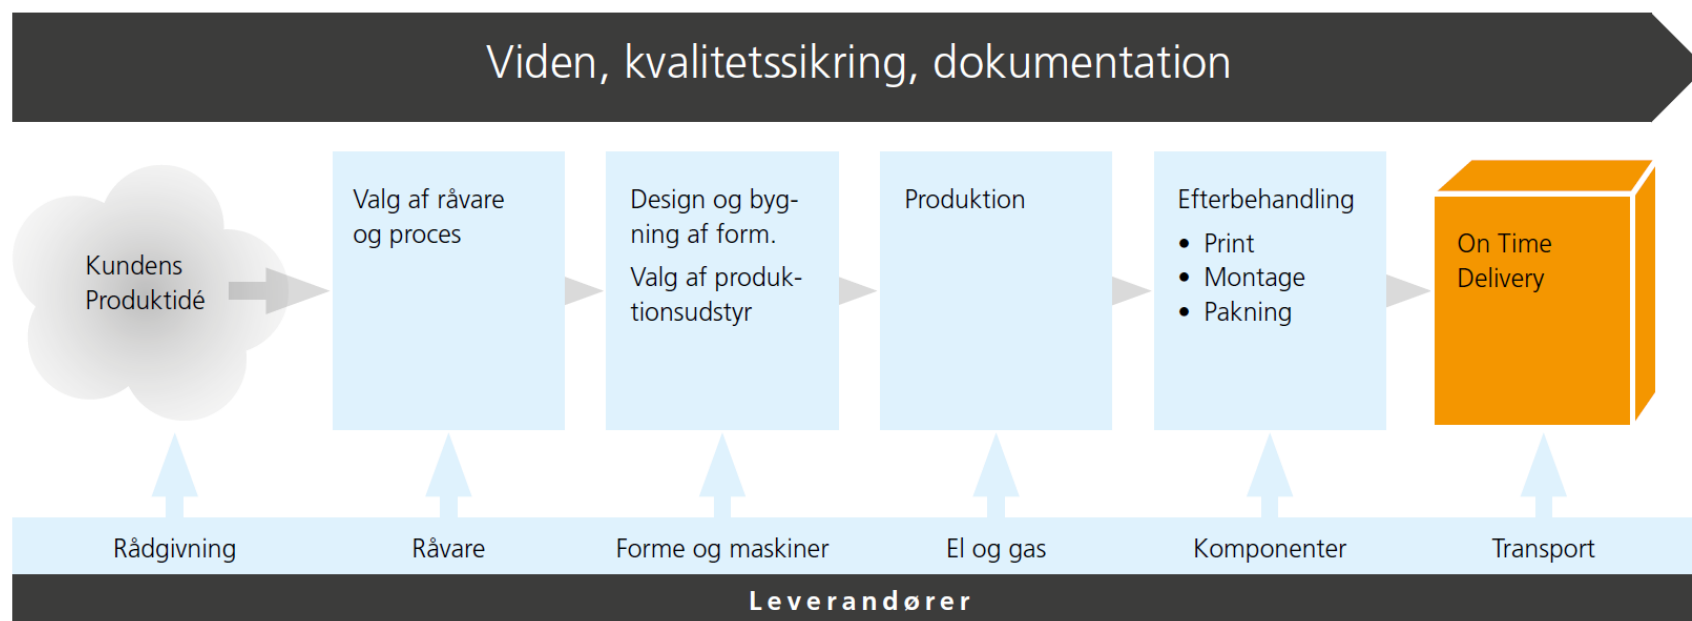 Viden, kvalitetssikring, dokumentation
Kundens
Produktidé
Valg af råvare
og proces
Design og byg-
ning af form.
Valg af produk-
tionsudstyr
Produktion
Efterbehandling
• Print
• Montage
• Pakning
On Time
Delivery
Rådgivning
Råvare
Forme og maskiner
El og gas
Komponenter
Transport
Leverandører